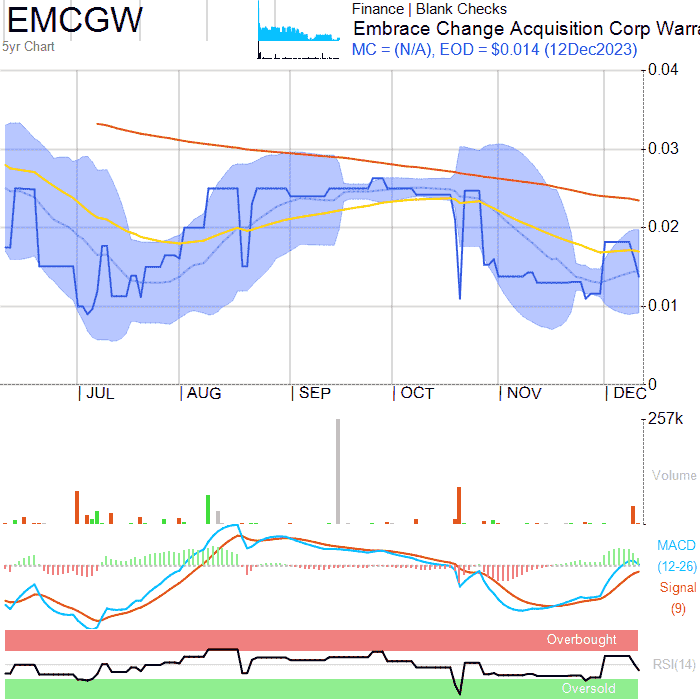 EMCGW
5yr Chart
Finance | Blank Checks
Embrace Change Acquisition Corp Warra
MC = (N/A), EOD = $0.014 (12Dec2023)
0.04
0.03
0.02
0.01
0
| JUL | AUG | SEP | OCT | NOV | DEC
257k
Volume
MACD
(12-26)
Signal
(9)
Overbought
RSI(14)
Oversold